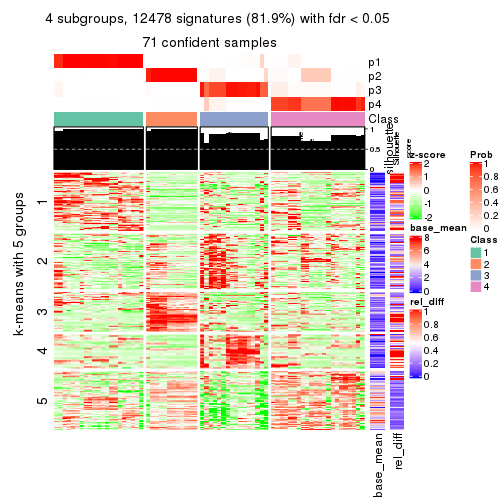 4 subgroups, 12478 signatures (81.9%) with fdr < 0.05
71 confident samples
p1
p2
p3
p4
Class
1
0.5
0
silhouette
Silhouette
score
k-means with 5 groups
1
2
3
4
5
base_mean
rel_diff
z-score
2
1
0
-1
-2
base_mean
8
6
4
2
0
rel_diff
1
0.8
0.6
0.4
0.2
0
Prob
1
0.8
0.6
0.4
0.2
0
Class
1
2
3
4